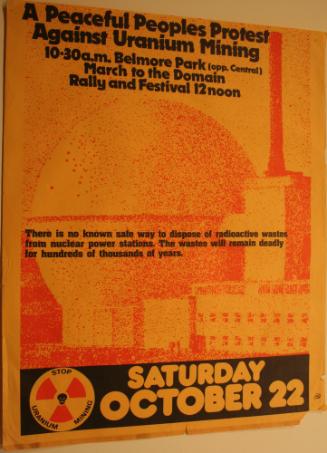 A Peaceful Peoples Protest
Against Uranium Mining
10·30a.m. Belmore Park (opp. Central)
March to the Domain
Rally and Festival 12noon
There is no known safe way to dispose of radioactive wastes
from nuclear power stations. The wastes will remain deadly
for hundreds of thousands of years.
STOP
URANIUM MINING
SATURDAY
OCTOBER 22